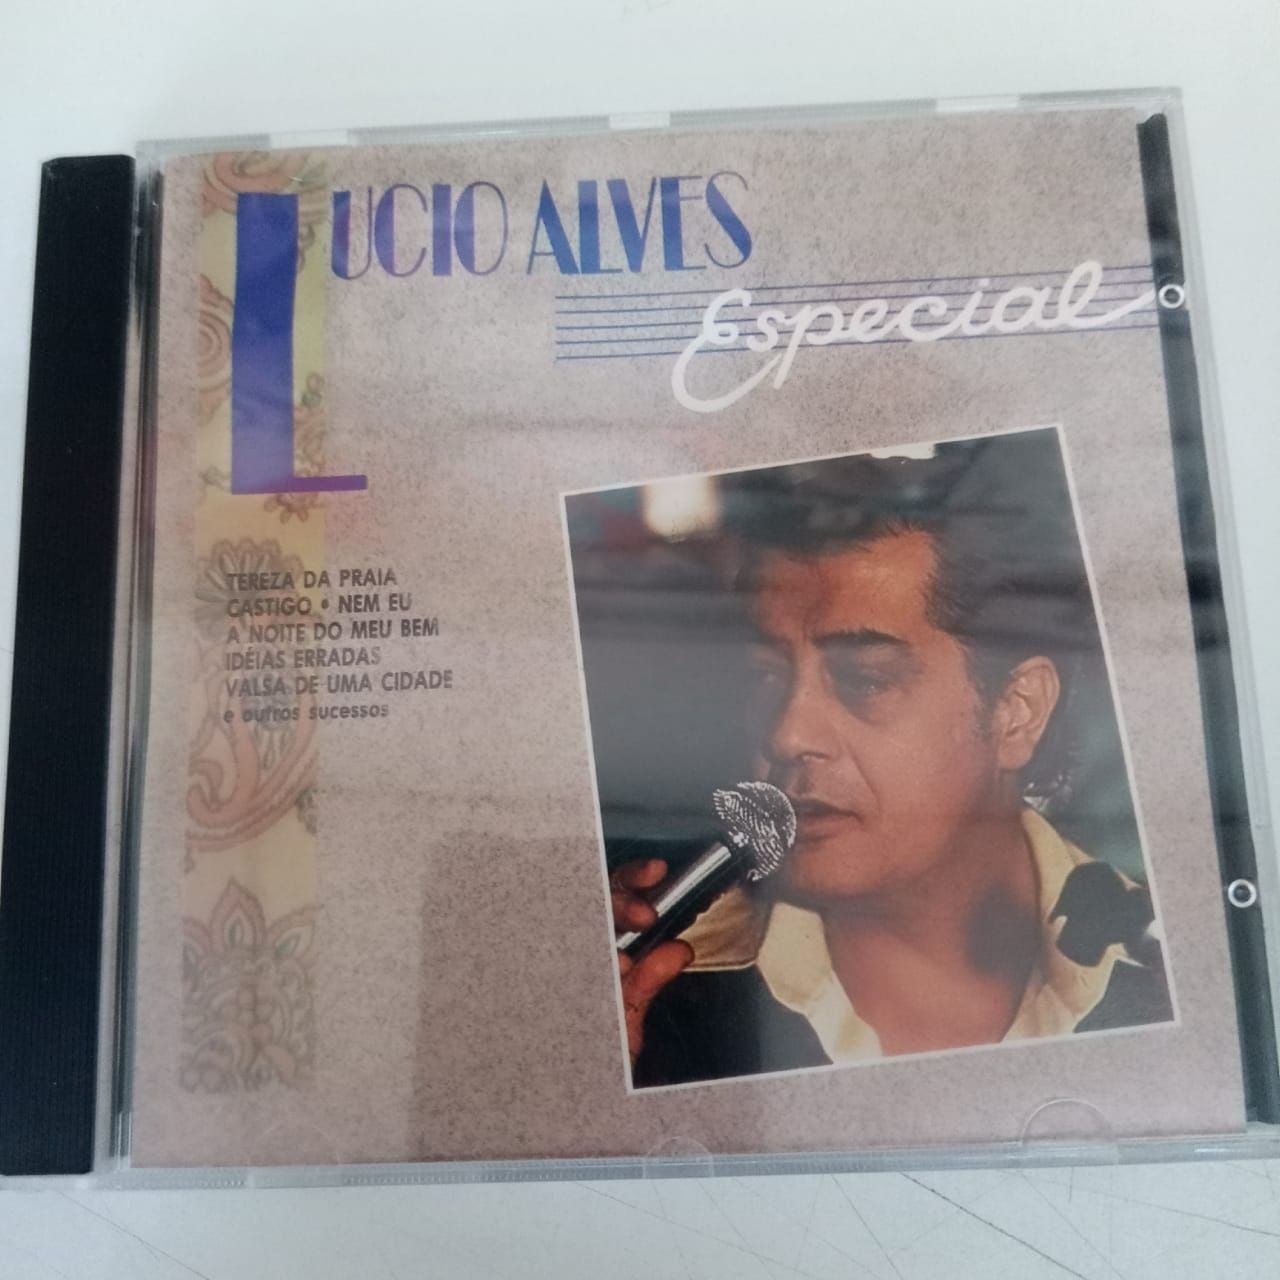 LUCIO ALVES
Especial
TEREZA DA PRAIA
CASTIGO • NEM EU
A NOITE DO MEU BEM
IDÉIAS ERRADAS
VALSA DE UMA CIDADE
e outros sucessos